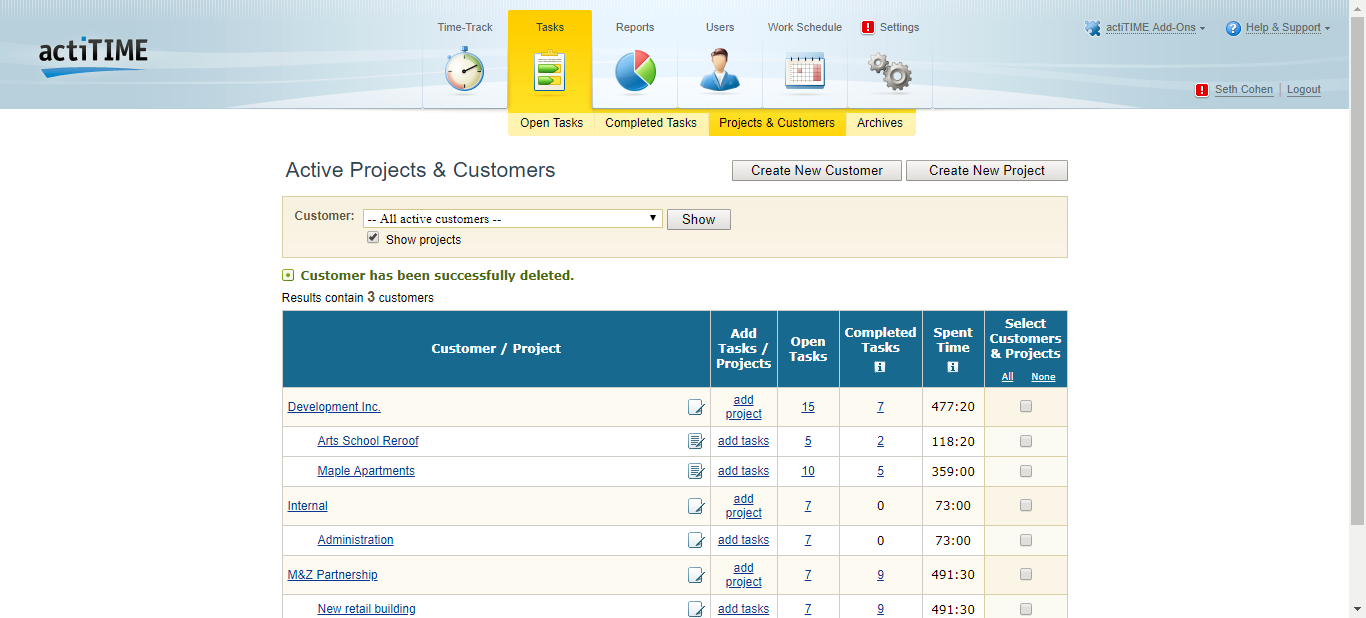 actiTIME
Time-Track
Tasks
Reports
Users
Work Schedule
! Settings
actiTIME Add-Ons
? Help & Support
! Seth Cohen | Logout
Open Tasks
Completed Tasks
Projects & Customers
Archives
Active Projects & Customers
Create New Customer
Create New Project
Customer:
-- All active customers --
Show
Show projects
Customer has been successfully deleted.
Results contain 3 customers
Customer / Project
Add
Tasks /
Projects
Open
Tasks
Completed
Tasks
i
Spent
Time
i
Select
Customers
& Projects
All None
Development Inc.
add
project
15
7
477:20
Arts School Reroof
add tasks
5
2
118:20
Maple Apartments
add tasks
10
5
359:00
Internal
add
project
7
0
73:00
Administration
add tasks
7
0
73:00
M&Z Partnership
add
project
7
9
491:30
New retail building
add tasks
7
9
491:30